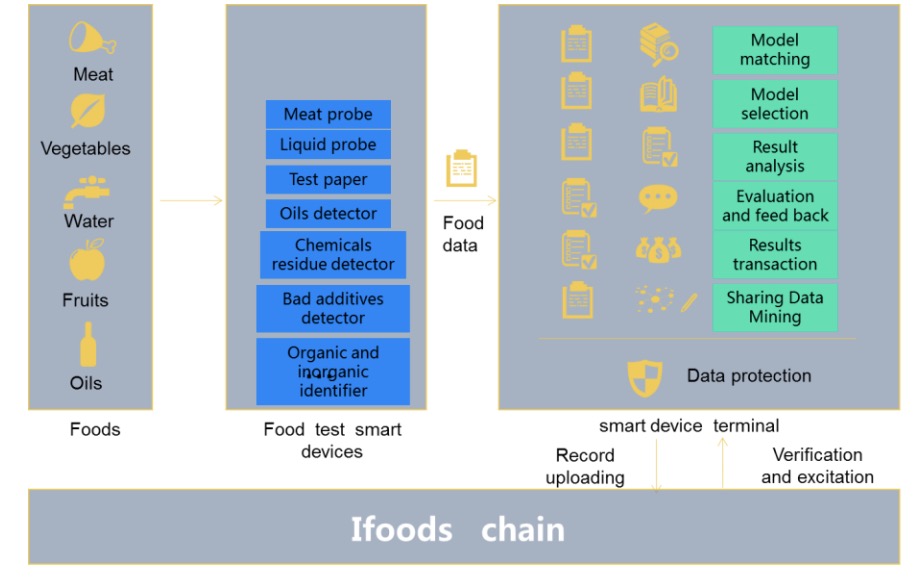 Meat
Vegetables
Water
Fruits
Oils
Foods
Meat probe
Liquid probe
Test paper
Oils detector
Chemicals
residue detector
Bad additives
detector
Organic and
inorganic
identifier
...
Food test smart
devices
Food
data
Model
matching
Model
selection
Result
analysis
Evaluation
and feed back
Results
transaction
Sharing Data
Mining
Data protection
smart device terminal
Record
uploading
Verification
and excitation
Ifoods chain